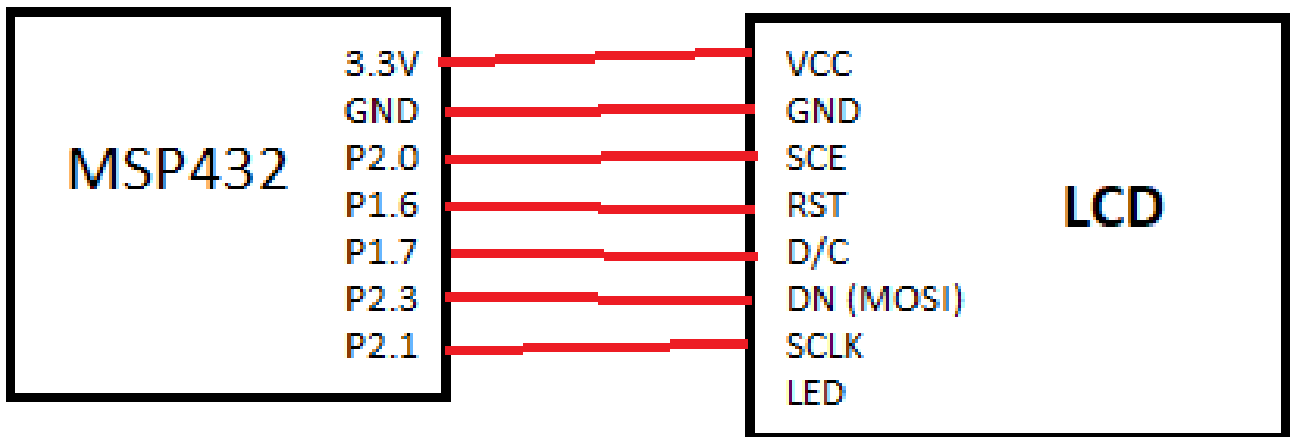 MSP432
3.3V
GND
P2.0
P1.6
P1.7
P2.3
P2.1
VCC
GND
SCE
RST
D/C
DN (MOSI)
SCLK
LED
LCD